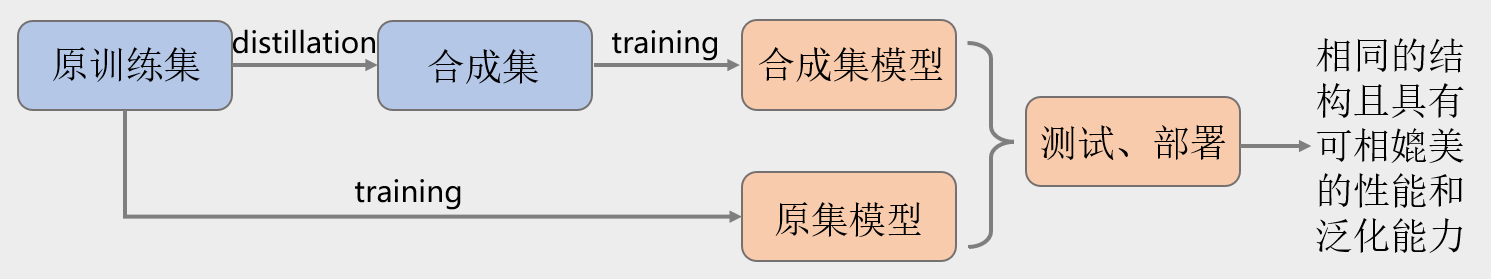 原训练集
distillation
合成集
training
合成集模型
training
原集模型
测试、部署
相同的结
构且具有
可相媲美
的性能和
泛化能力